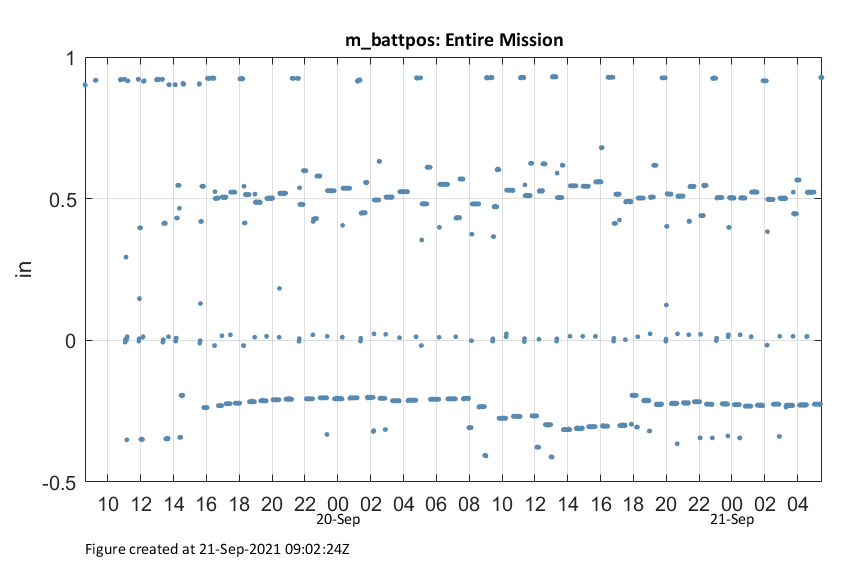 m_battpos: Entire Mission
1
0.5
in
0
-0.5
10 12 14 16 18 20 22 00 02 04 06 08 10 12 14 16 18 20 22 00 02 04
20-Sep 21-Sep
Figure created at 21-Sep-2021 09:02:24Z